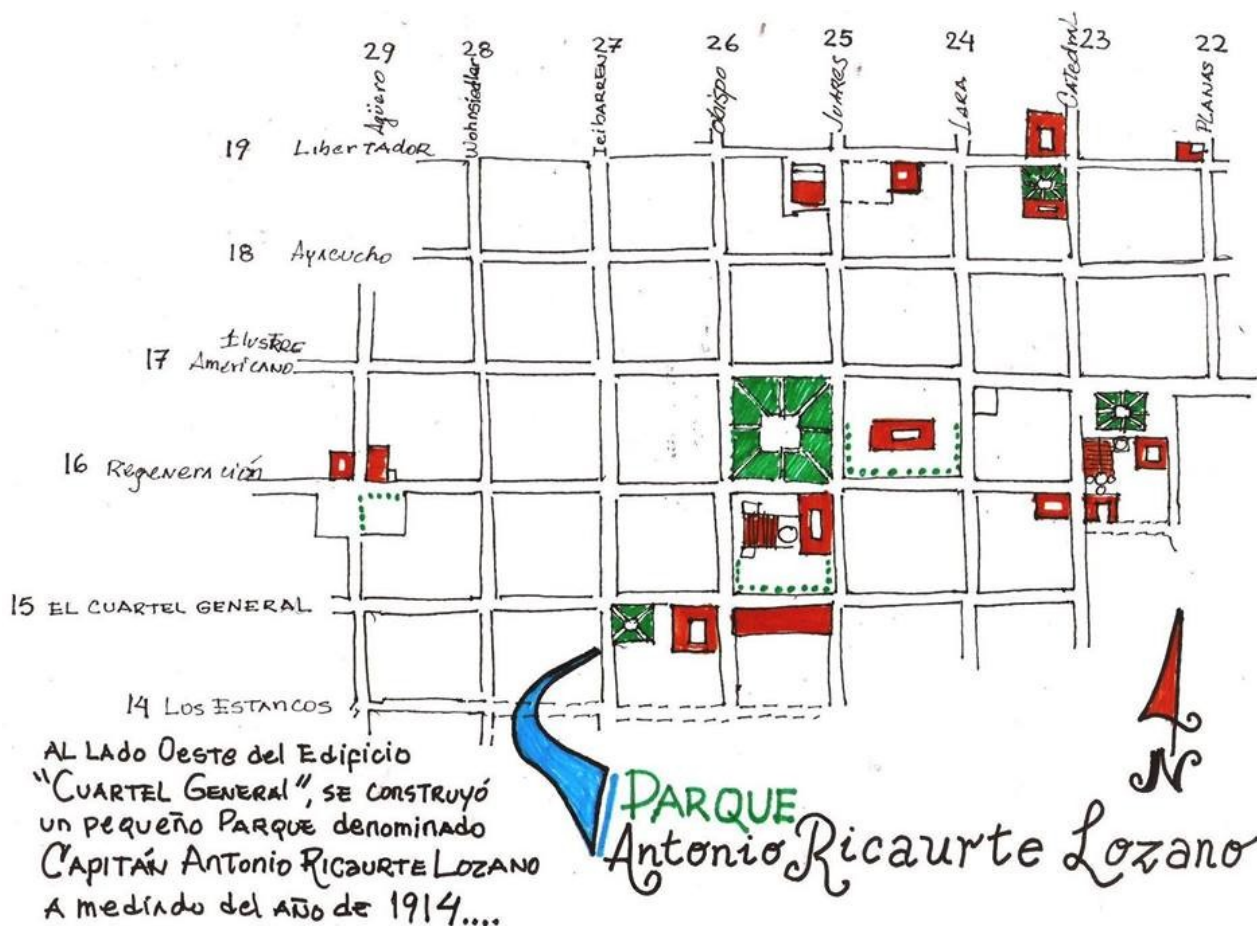 29 28 27 26 25 24 23 22
Agüero
Wohnsiedler
Ieibarren
Obispo
Juares
Lara
Catedral
PLANAS
19 LiberTADOR
18 Ayacucho
Ilustre
17 Americano
16 Regeneración
15 EL CUARTEL GENERAL
14 Los Estancos
AL LADO Oeste del Edificio
"Cuartel General", se construyó
un pequeño Parque denominado
Capitán Antonio Ricaurte Lozano
A mediado del año de 1914....
PARQUE
Antonio Ricaurte Lozano
N